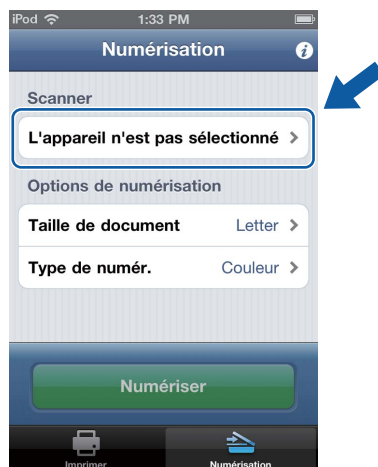 iPod 1:33 PM
Numérisation
Scanner
L'appareil n'est pas sélectionné
Options de numérisation
Taille de document Letter
Type de numér. Couleur
Numériser
Imprimer Numérisation